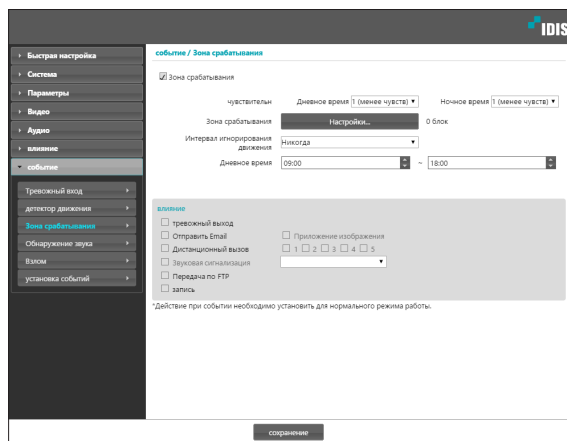 IDIS
Быстрая настройка
Система
Параметры
Видео
Аудио
влияние
событие
Тревожный вход
детектор движения
Зона срабатывания
Обнаружение звука
Взлом
установка событий
событие / Зона срабатывания
Зона срабатывания
чувствительн Дневное время 1 (менее чувств) Ночное время 1 (менее чувств)
Зона срабатывания Настройки... 0 блок
Интервал игнорирования
движения Никогда
Дневное время 09:00 ~ 18:00
влияние
тревожный выход
Отправить Email Приложение изображения
Дистанционный вызов 1 2 3 4 5
Звуковая сигнализация
Передача по FTP
запись
*Действие при событии необходимо установить для нормального режима работы.
сохранение